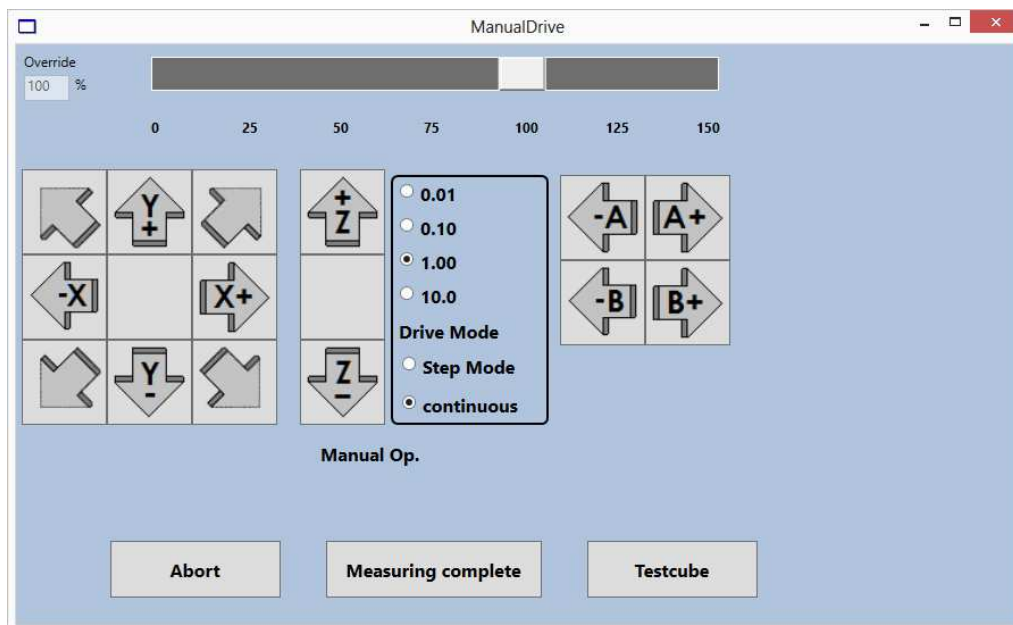 ManualDrive
Override
100 %
0 25 50 75 100 125 150
Y
+
+
Z
0.01
0.10
1.00
10.0
-A A+
-X X+
-B B+
Drive Mode
Step Mode
continuous
Y
-
Z
-
Manual Op.
Abort Measuring complete Testcube